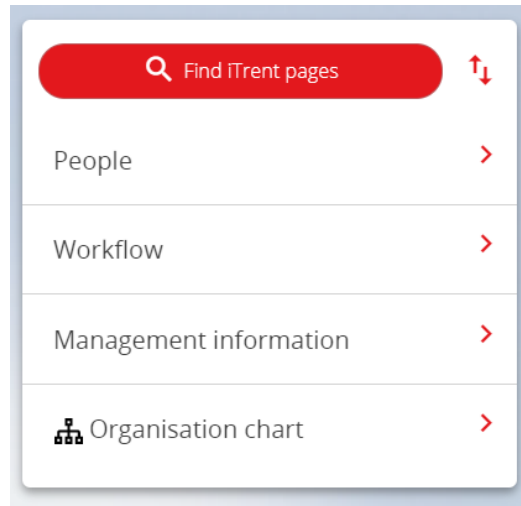 Find iTrent pages
People
Workflow
Management information
Organisation chart